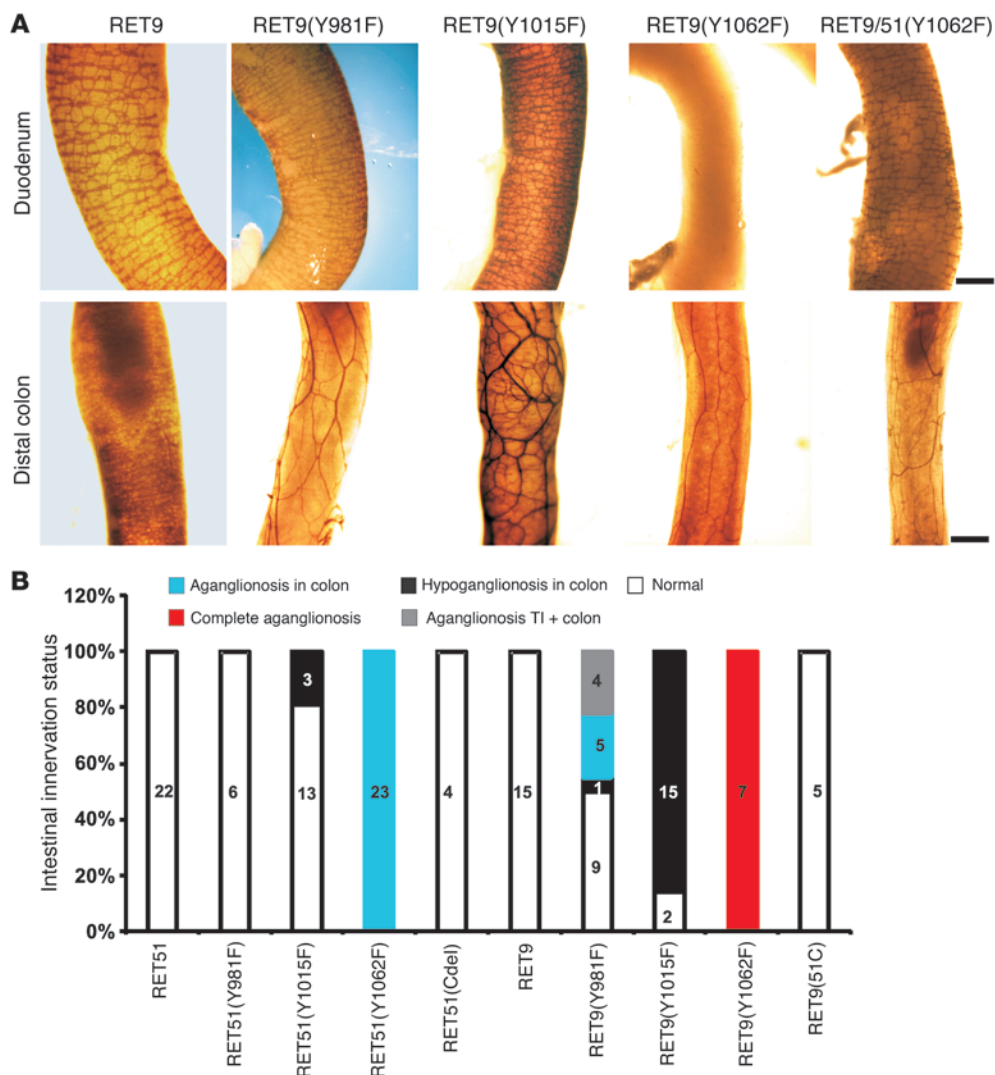 A
RET9 RET9(Y981F) RET9(Y1015F) RET9(Y1062F) RET9/51(Y1062F)
Duodenum
Distal colon
B
Aganglionosis in colon Hypoganglionosis in colon Normal
Complete aganglionosis Aganglionosis TI + colon
Intestinal innervation status
120%
100%
80%
60%
40%
20%
0%
22 6 3 13 23 4 15 4 5 1 9 15 2 7 5
RET51
RET51(Y981F)
RET51(Y1015F)
RET51(Y1062F)
RET51(Cdel)
RET9
RET9(Y981F)
RET9(Y1015F)
RET9(Y1062F)
RET9(51C)